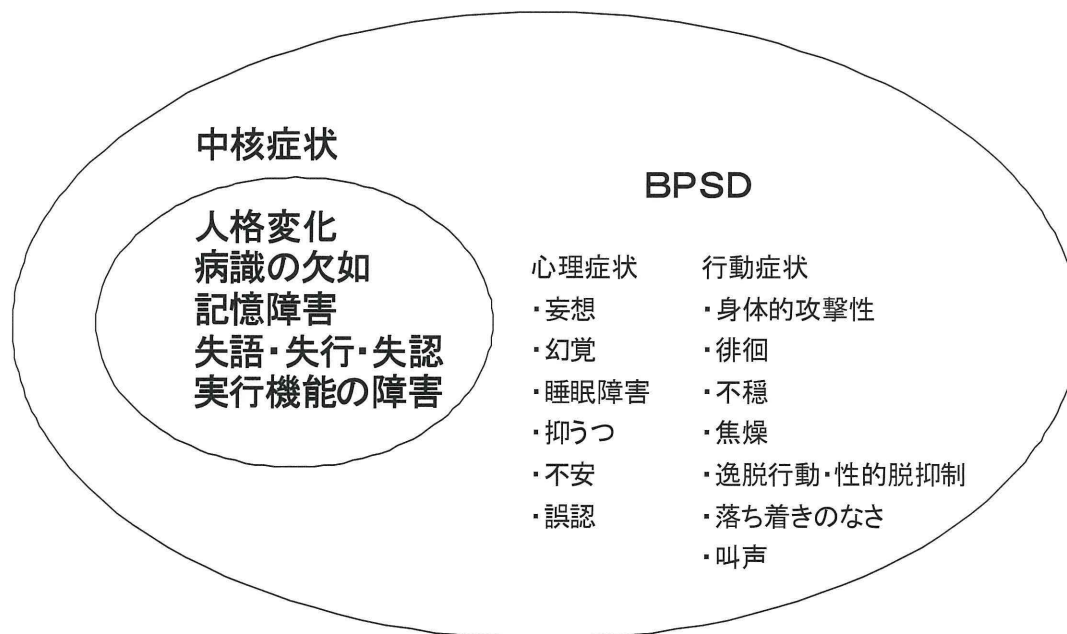 中核症状
人格変化
病識の欠如
記憶障害
失語・失行・失認
実行機能の障害
BPSD
心理症状
・妄想
・幻覚
・睡眠障害
・抑うつ
・不安
・誤認
行動症状
・身体的攻撃性
・徘徊
・不穏
・焦燥
・逸脱行動・性的脱抑制
・落ち着きのなさ
・叫声